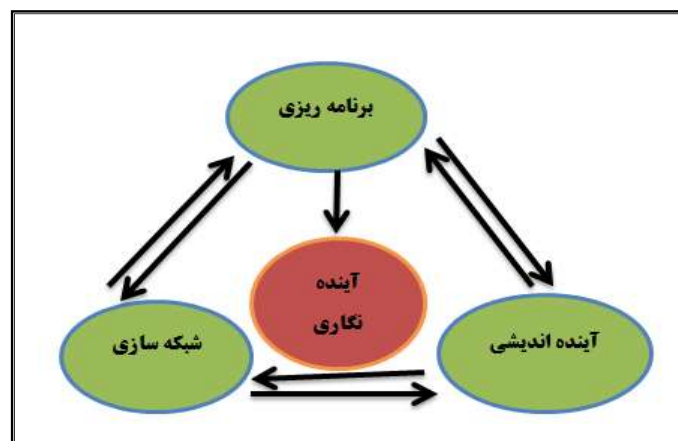 برنامه ریزی
آینده
نگاری
آینده اندیشی
شبکه سازی